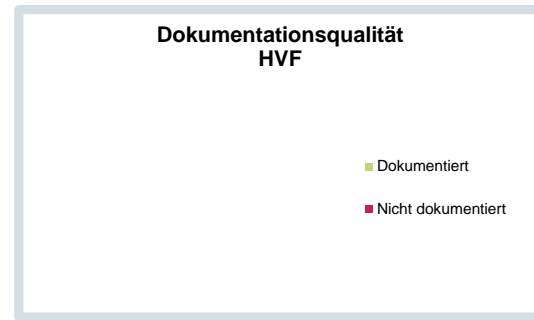 Dokumentationsqualität
HVF
Dokumentiert
Nicht dokumentiert